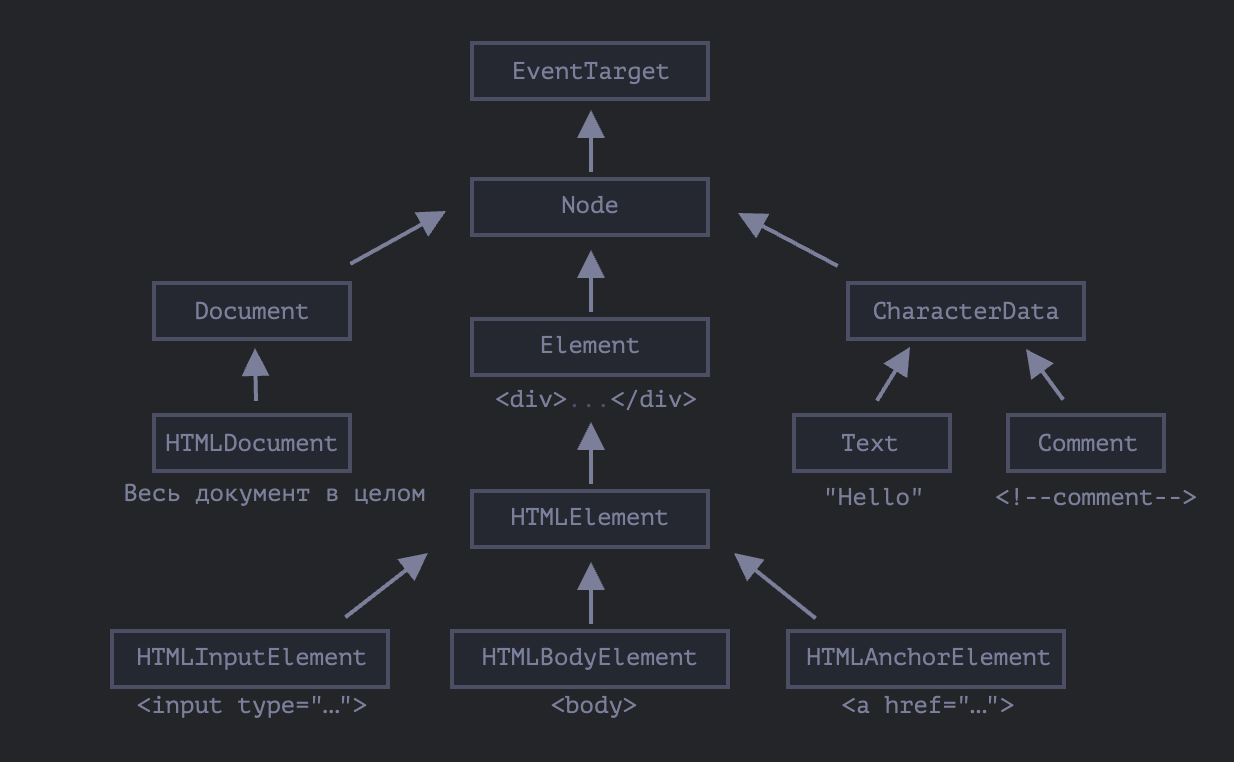 EventTarget
Node
Document
Element
CharacterData
<div>...</div>
HTMLDocument
Text
Comment
Весь документ в целом
"Hello"
<!--comment-->
HTMLElement
HTMLInputElement
HTMLBodyElement
HTMLAnchorElement
<input type="...">
<body>
<a href="...">